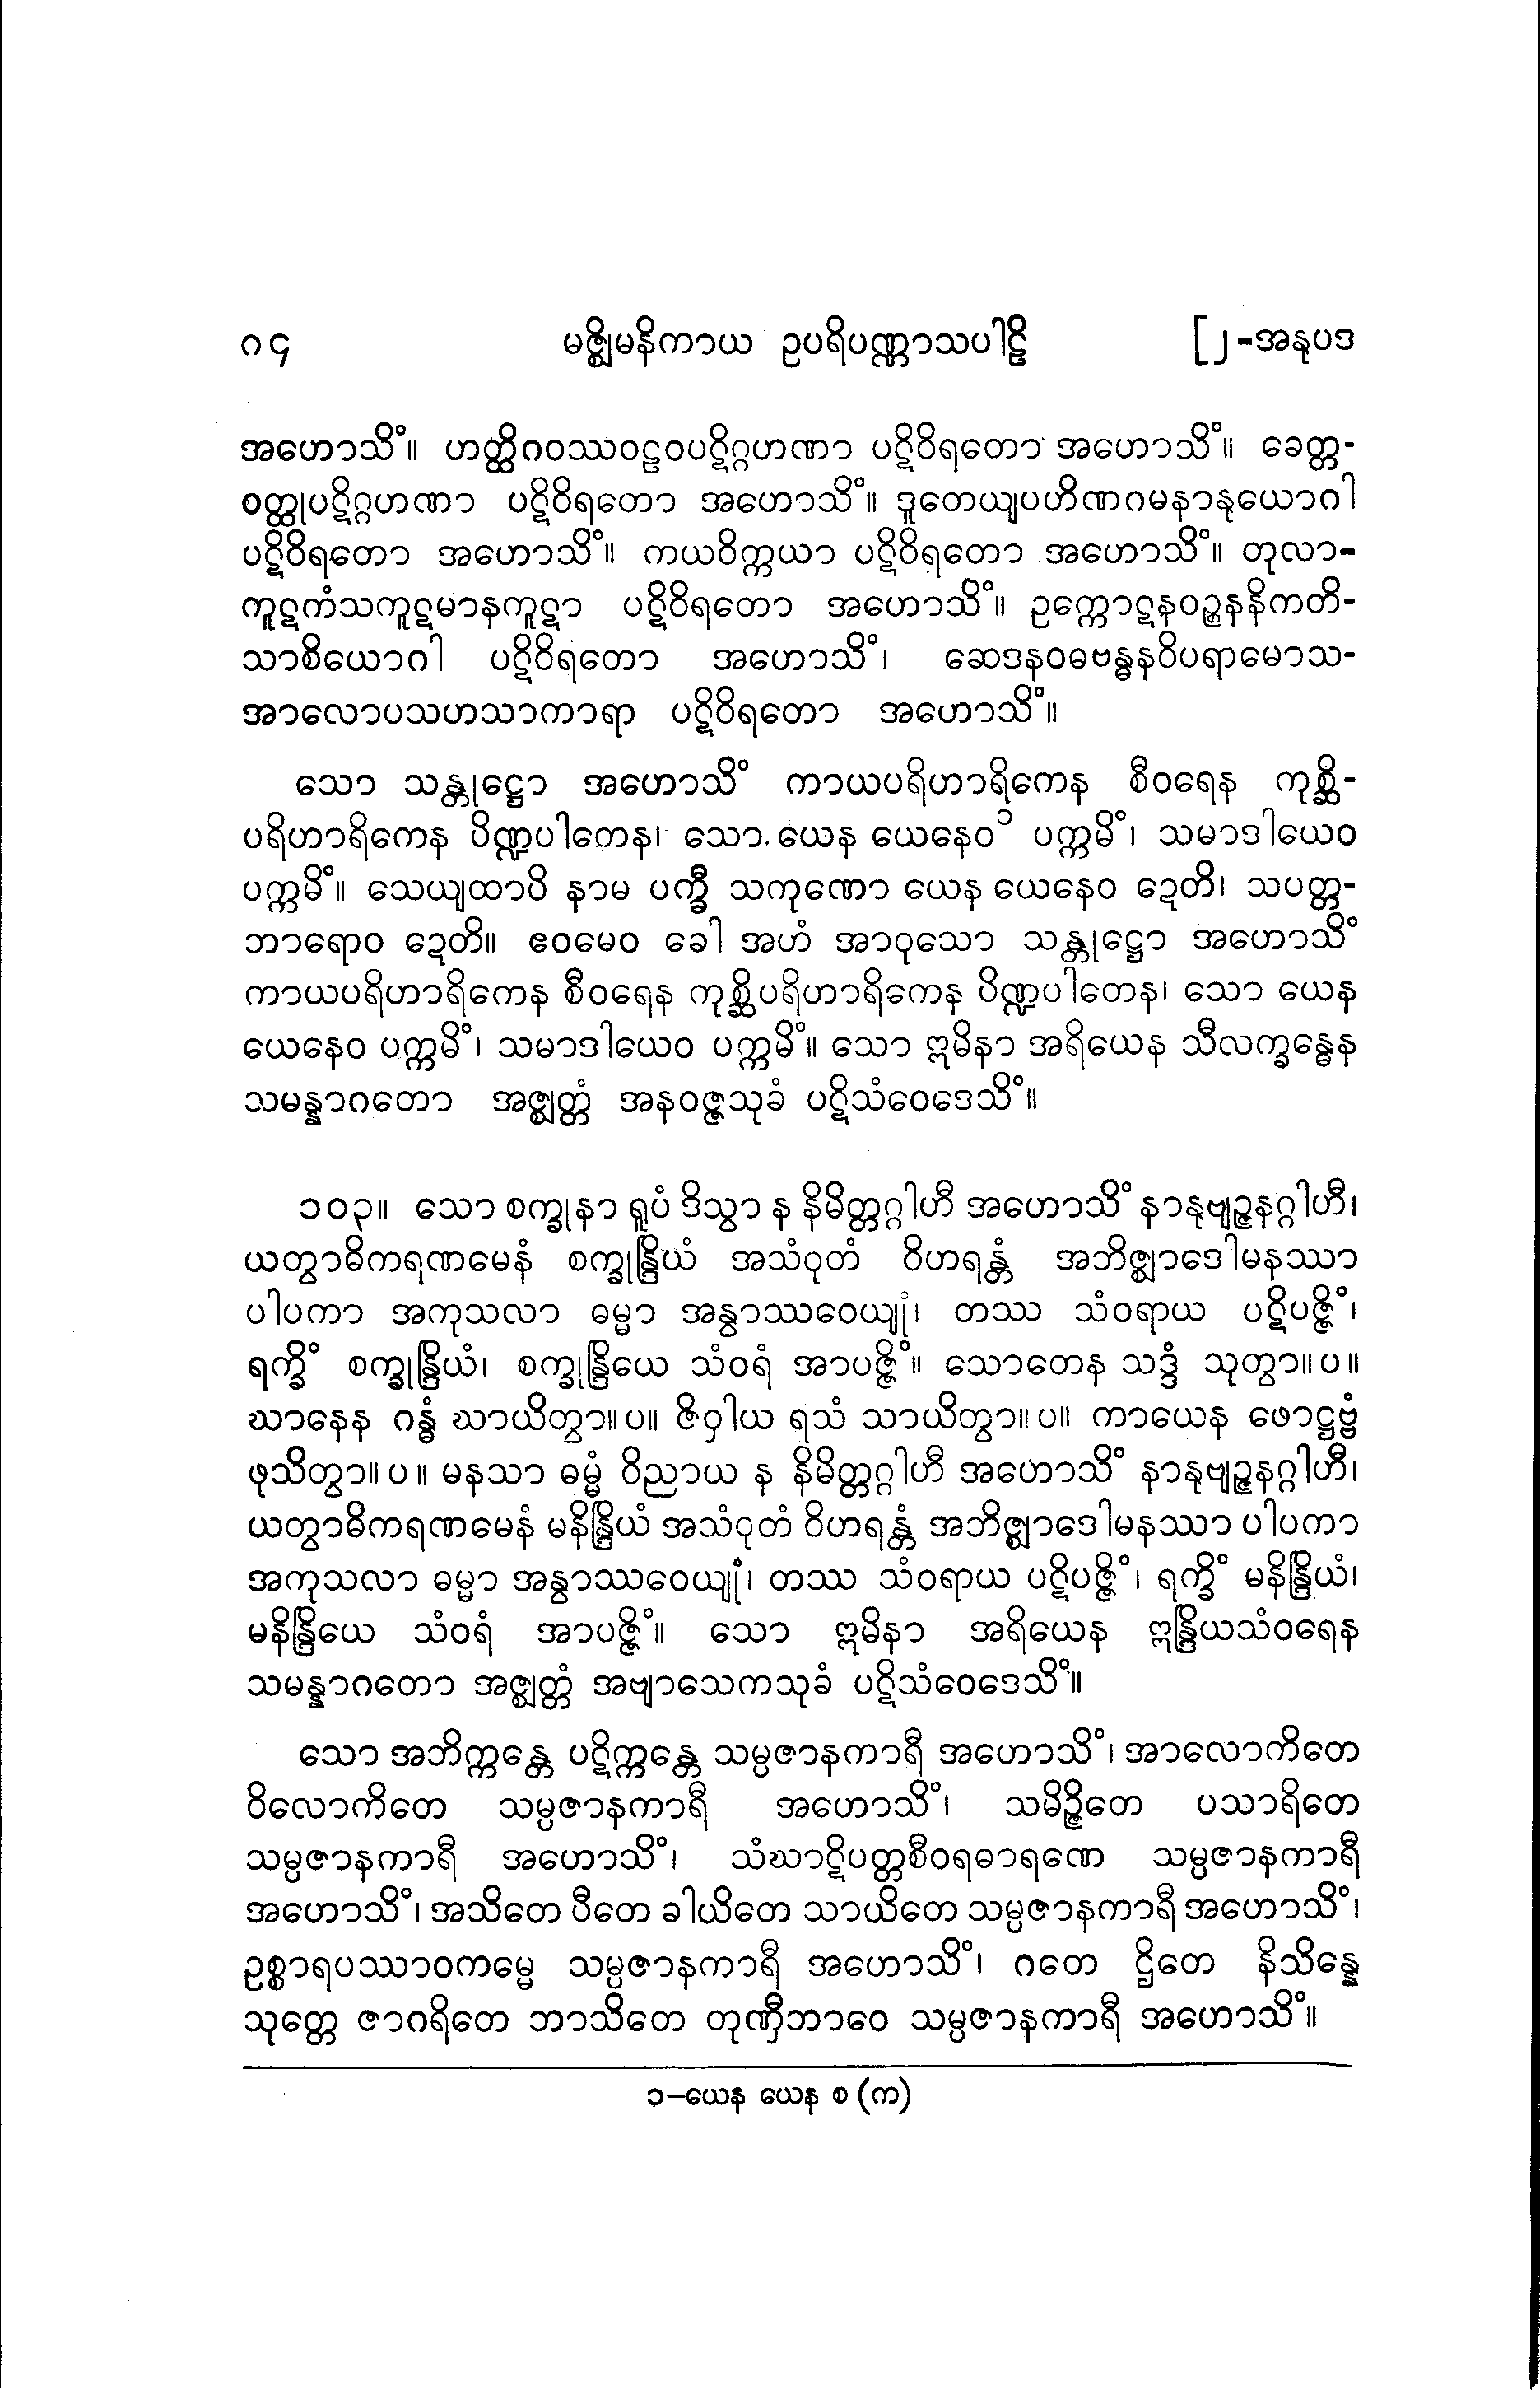 ၈၄ မဇ္ဈိမနိကာယ ဥပရိပဏ္ဏာသပါဠိ [၂-အနုပဒ
အဟောသိံ။ ဟတ္ထိဂဝဿဝဠဝပဋိဂ္ဂဟဏာ ပဋိဝိရတော အဟောသိံ။ ခေတ္တ-
ဝတ္ထုပဋိဂ္ဂဟဏာ ပဋိဝိရတော အဟောသိံ။ ဒူတေယျပဟိဏဂမနာနုယောဂါ
ပဋိဝိရတော အဟောသိံ။ ကယဝိက္ကယာ ပဋိဝိရတော အဟောသိံ။ တုလာ-
ကူဋကံသကူဋမာနကူဋာ ပဋိဝိရတော အဟောသိံ။ ဥက္ကောဋနဝဉ္စနနိကတိ-
သာစိယောဂါ ပဋိဝိရတော အဟောသိံ၊ ဆေဒနဝဓဗန္ဓနဝိပရာမောသ-
အာလောပသဟသာကာရာ ပဋိဝိရတော အဟောသိံ။
သော သန္တုဋ္ဌော အဟောသိံ ကာယပရိဟာရိကေန စီဝရေန ကုစ္ဆိ-
ပရိဟာရိကေန ပိဏ္ဍပါတေန၊ သော ယေန ယေနေဝ ၁ ပက္ကမိံ၊ သမာဒါယေဝ
ပက္ကမိံ။ သေယျထာပိ နာမ ပက္ခီ သကုဏော ယေန ယေနေဝ ဍေတိ၊ သပတ္တ-
ဘာရောဝ ဍေတိ။ ဧဝမေဝ ခေါ အဟံ အာဝုသော သန္တုဋ္ဌော အဟောသိံ
ကာယပရိဟာရိကေန စီဝရေန ကုစ္ဆိပရိဟာရိကေန ပိဏ္ဍပါတေန၊ သော ယေန
ယေနေဝ ပက္ကမိံ၊ သမာဒါယေဝ ပက္ကမိံ။ သော ဣမိနာ အရိယေန သီလက္ခန္ဓေန
သမန္နာဂတော အဇ္ဈတ္တံ အနဝဇ္ဇသုခံ ပဋိသံဝေဒေသိံ။
၁၀၃။ သော စက္ခုနာ ရူပံ ဒိသွာ န နိမိတ္တဂ္ဂါဟီ အဟောသိံ နာနုဗျဉ္ဇနဂ္ဂါဟီ၊
ယတွာဓိကရဏမေနံ စက္ခုန္ဒြိယံ အသံဝုတံ ဝိဟရန္တံ အဘိဇ္ဈာဒေါမနဿာ
ပါပကာ အကုသလာ ဓမ္မာ အနွာဿဝေယျုံ၊ တဿ သံဝရာယ ပဋိပဇ္ဇိံ၊
ရက္ခိံ စက္ခုန္ဒြိယံ၊ စက္ခုန္ဒြိယေ သံဝရံ အာပဇ္ဇိံ။ သောတေန သဒ္ဒံ သုတွာ။ပ။
ဃာနေန ဂန္ဓံ ဃာယိတွာ။ပ။ ဇိဝှါယ ရသံ သာယိတွာ။ပ။ ကာယေန ဖောဋ္ဌဗ္ဗံ
ဖုသိတွာ။ပ။ မနသာ ဓမ္မံ ဝိညာယ န နိမိတ္တဂ္ဂါဟီ အဟောသိံ နာနုဗျဉ္ဇနဂ္ဂါဟီ၊
ယတွာဓိကရဏမေနံ မနိန္ဒြိယံ အသံဝုတံ ဝိဟရန္တံ အဘိဇ္ဈာဒေါမနဿာ ပါပကာ
အကုသလာ ဓမ္မာ အနွာဿဝေယျုံ၊ တဿ သံဝရာယ ပဋိပဇ္ဇိံ၊ ရက္ခိံ မနိန္ဒြိယံ၊
မနိန္ဒြိယေ သံဝရံ အာပဇ္ဇိံ။ သော ဣမိနာ အရိယေန ဣန္ဒြိယသံဝရေန
သမန္နာဂတော အဇ္ဈတ္တံ အဗျာသေကသုခံ ပဋိသံဝေဒေသိံ။
သော အဘိက္ကန္တေ ပဋိက္ကန္တေ သမ္ပဇာနကာရီ အဟောသိံ၊ အာလောကိတေ
ဝိလောကိတေ သမ္ပဇာနကာရီ အဟောသိံ၊ သမိဉ္ဇိတေ ပသာရိတေ
သမ္ပဇာနကာရီ အဟောသိံ၊ သံဃာဋိပတ္တစီဝရဓာရဏေ သမ္ပဇာနကာရီ
အဟောသိံ၊ အသိတေ ပီတေ ခါယိတေ သာယိတေ သမ္ပဇာနကာရီ အဟောသိံ၊
ဥစ္စာရပဿာဝကမ္မေ သမ္ပဇာနကာရီ အဟောသိံ၊ ဂတေ ဌိတေ နိသိန္နေ
သုတ္တေ ဇာဂရိတေ ဘာသိတေ တုဏှီဘာဝေ သမ္ပဇာနကာရီ အဟောသိံ။
၁-ယေန ယေန စ (က)